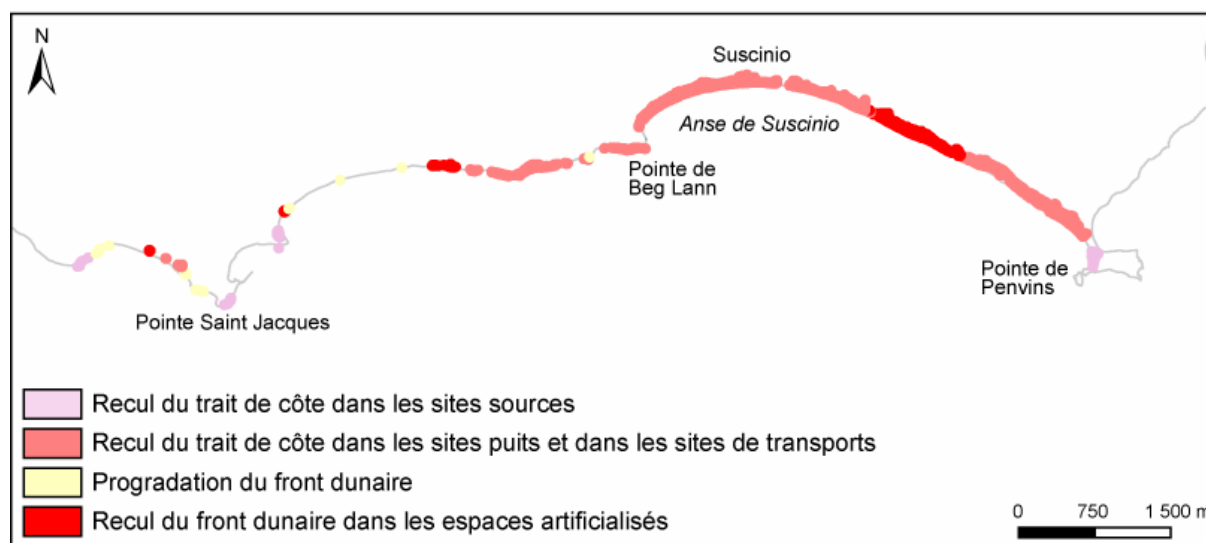 N
Suscinio
Anse de Suscinio
Pointe de
Beg Lann
Pointe de
Penvins
Pointe Saint Jacques
Recul du trait de côte dans les sites sources
Recul du trait de côte dans les sites puits et dans les sites de transports
Progradation du front dunaire
Recul du front dunaire dans les espaces artificialisés
0 750 1 500 m